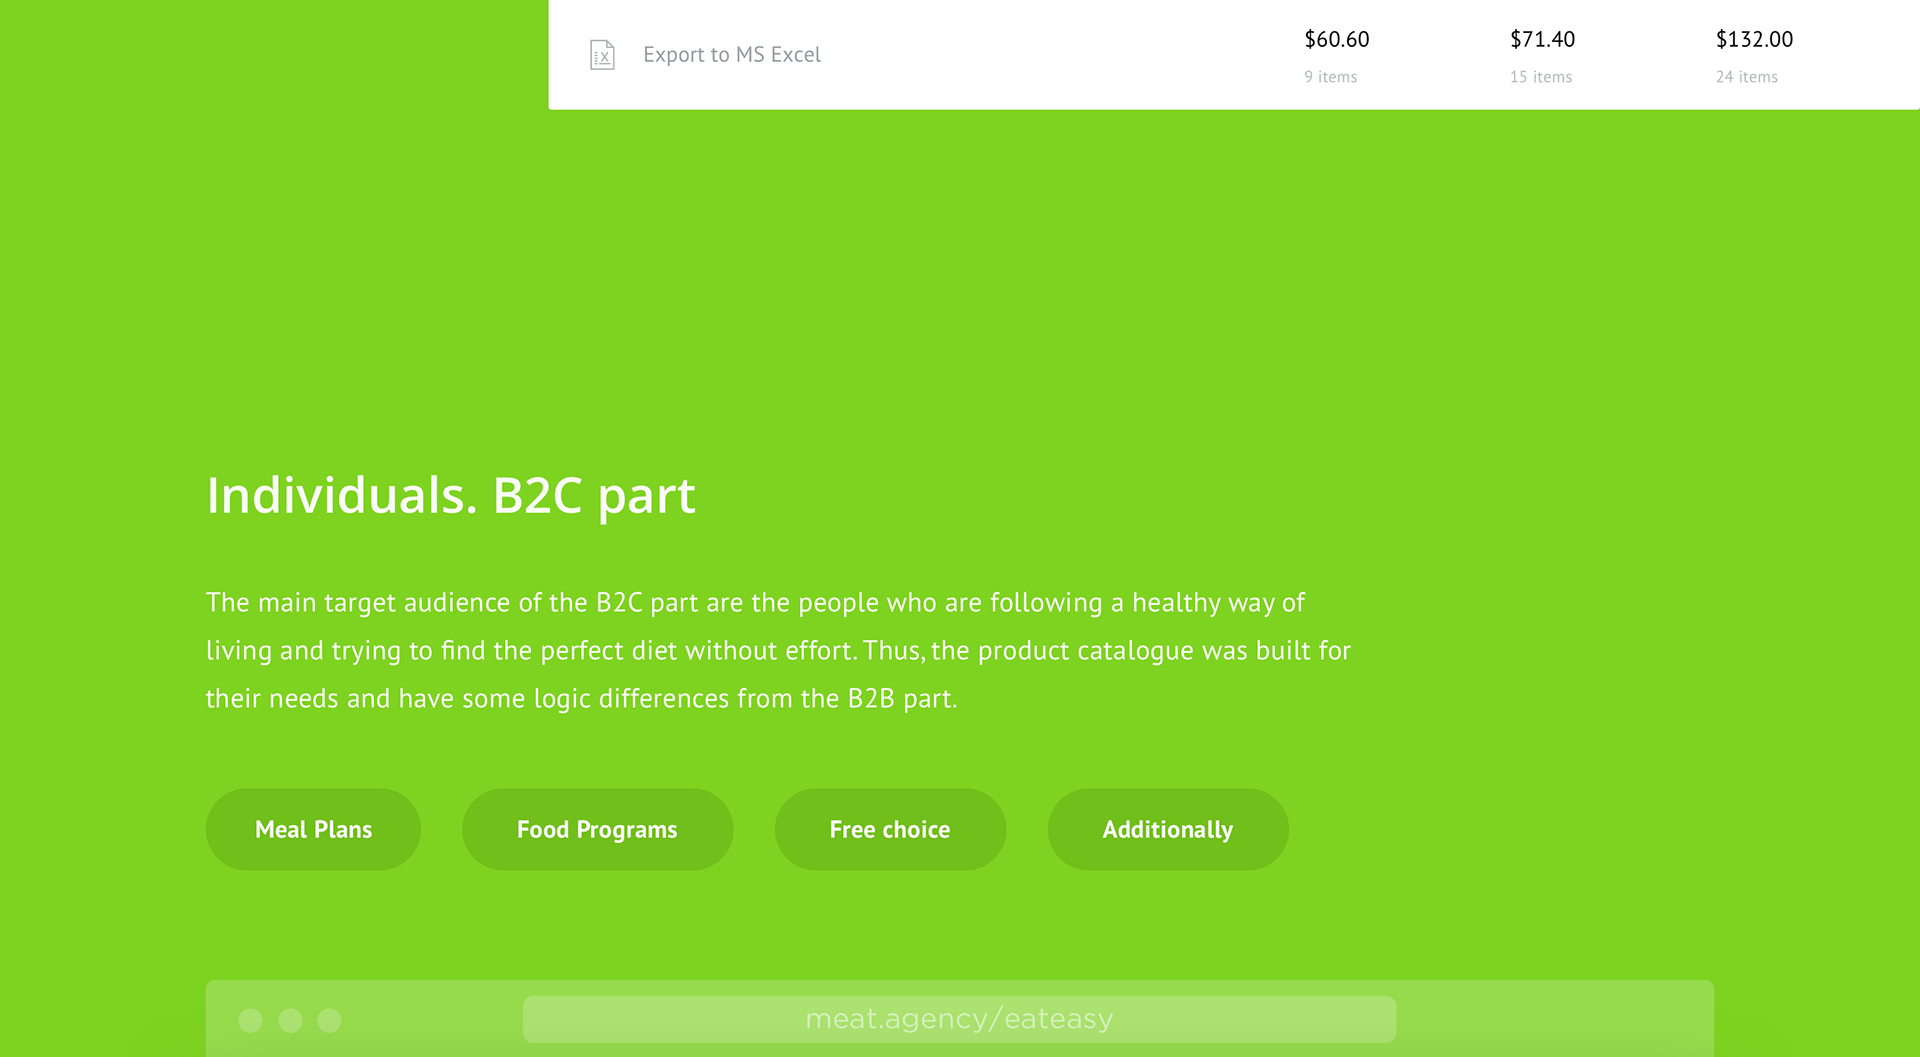 Export to MS Excel
$60.60 $71.40 $132.00
9 items 15 items 24 items
Individuals. B2C part
The main target audience of the B2C part are the people who are following a healthy way of
living and trying to find the perfect diet without effort. Thus, the product catalogue was built for
their needs and have some logic differences from the B2B part.
Meal Plans Food Programs Free choice Additionally
meat.agency/eateasy